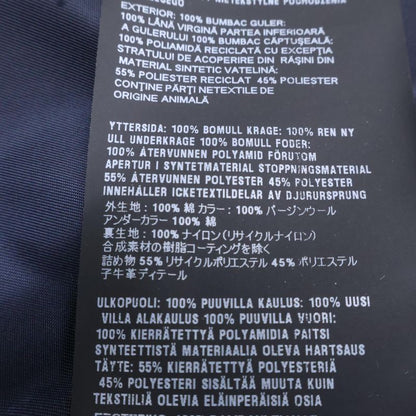 EXTERIOR: 100% BUMBAC GULER:
100% LÂNĂ VIRGINĂ PARTEA INFERIOARĂ
A GULERULUI 100% BUMBAC CĂPTUȘEALĂ:
100% POLIAMIDĂ RECICLATĂ CU EXCEPȚIA
STRATULUI DE ACOPERIRE DIN RĂȘINI DIN
MATERIAL SINTETIC VATELINĂ:
55% POLIESTER RECICLAT 45% POLIESTER
CONȚINE PĂRȚI NETEXTILE DE
ORIGINE ANIMALĂ
YTTERSIDA: 100% BOMULL KRAGE: 100% REN NY
ULL UNDERKRAGE 100% BOMULL FODER:
100% ÅTERVUNNEN POLYAMID FÖRUTOM
APERTUR I SYNTETMATERIAL STOPPNINGSMATERIAL
55% ÅTERVUNNEN POLYESTER 45% POLYESTER
INNEHÅLLER ICKETEXTILDELAR AV DJURURSPRUNG
外生地: 100% 綿 カラー: 100% バージンウール
アンダーカラー 100% 綿
裏生地: 100% ナイロン (リサイクルナイロン)
合成素材の樹脂コーティングを除く
詰め物 55% リサイクルポリエステル 45% ポリエステル
子牛革ディテール
ULKOPUOLI: 100% PUUVILLA KAULUS: 100% UUSI
VILLA ALAKAULUS 100% PUUVILLA VUORI:
100% KIERRÄTETTYÄ POLYAMIDIA PAITSI
SYNTEETTISTÄ MATERIAALIA OLEVA HARTSAUS
TÄYTE: 55% KIERRÄTETTYÄ POLYESTERIÄ
45% POLYESTERI SISÄLTÄÄ MUUTA KUIN
TEKSTIILIÄ OLEVIA ELÄINPERÄISIÄ OSIA